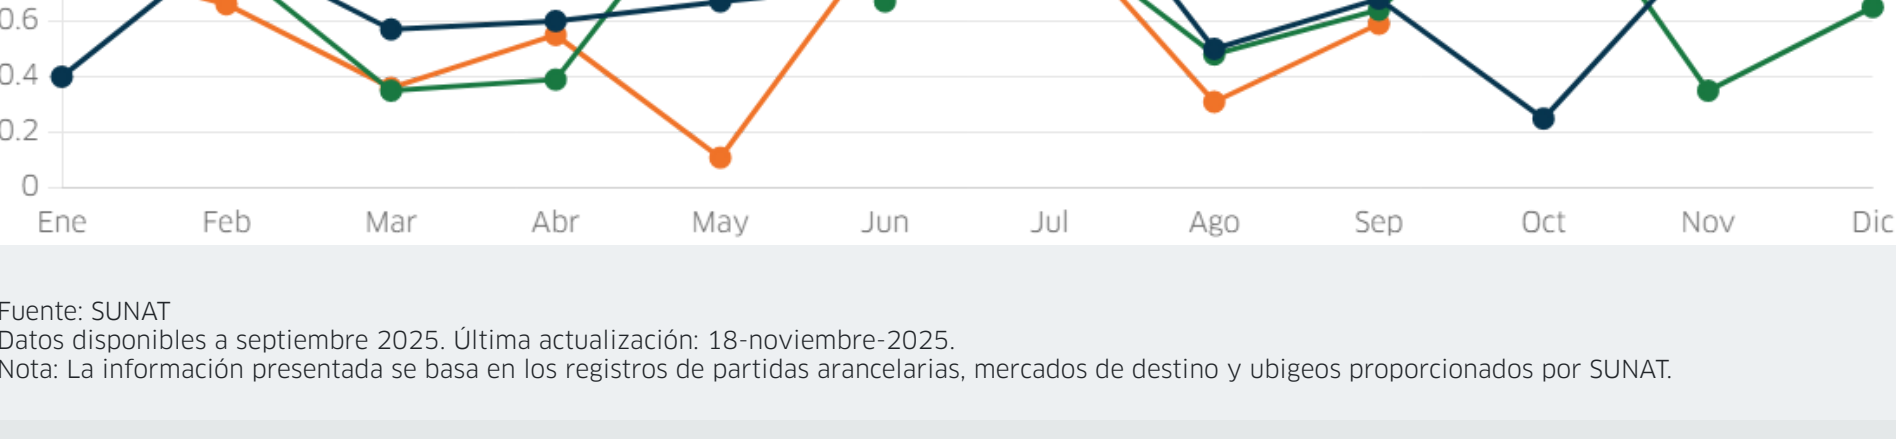 0.6
0.4
0.2
0
Ene Feb Mar Abr May Jun Jul Ago Sep Oct Nov Dic
Fuente: SUNAT
Datos disponibles a septiembre 2025. Última actualización: 18-noviembre-2025.
Nota: La información presentada se basa en los registros de partidas arancelarias, mercados de destino y ubigeos proporcionados por SUNAT.